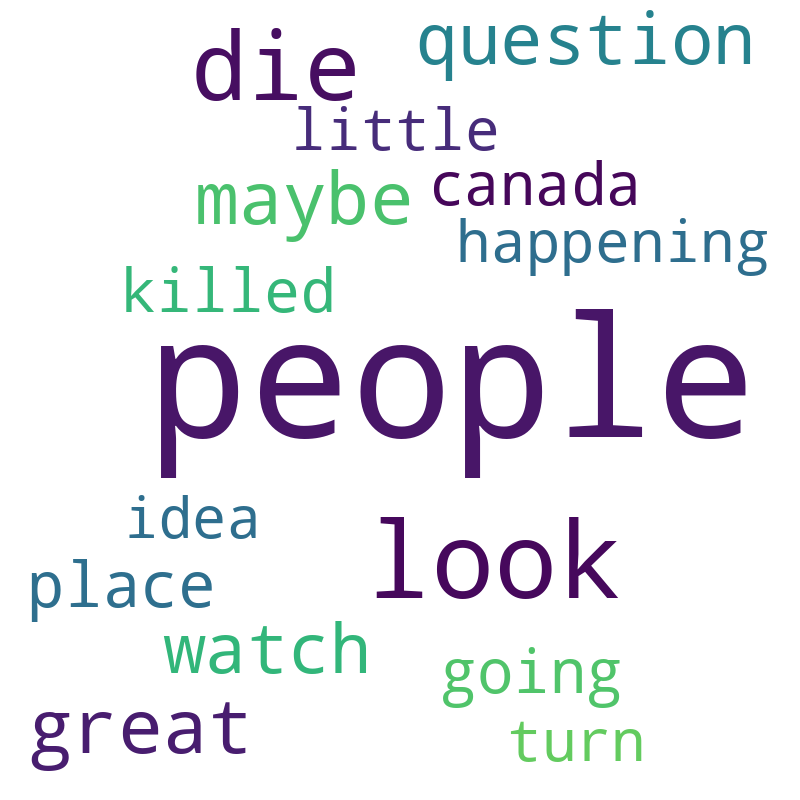 question
die
little
canada
maybe
happening
killed
people
idea
look
place
watch
going
great
turn